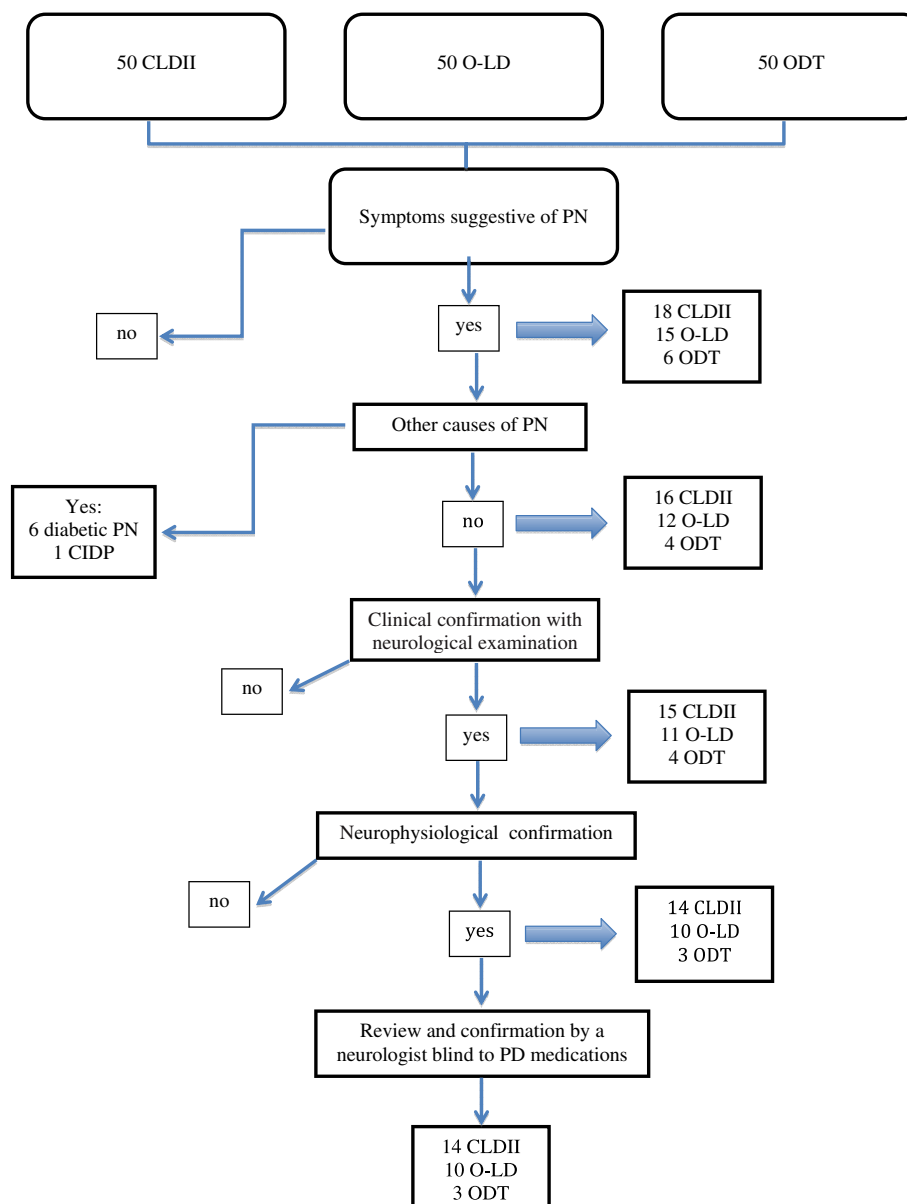 50 CLDII
50 O-LD
50 ODT
Symptoms suggestive of PN
no
yes
18 CLDII
15 O-LD
6 ODT
Other causes of PN
Yes:
6 diabetic PN
1 CIDP
no
16 CLDII
12 O-LD
4 ODT
Clinical confirmation with
neurological examination
no
yes
15 CLDII
11 O-LD
4 ODT
Neurophysiological confirmation
no
yes
14 CLDII
10 O-LD
3 ODT
Review and confirmation by a
neurologist blind to PD medications
14 CLDII
10 O-LD
3 ODT